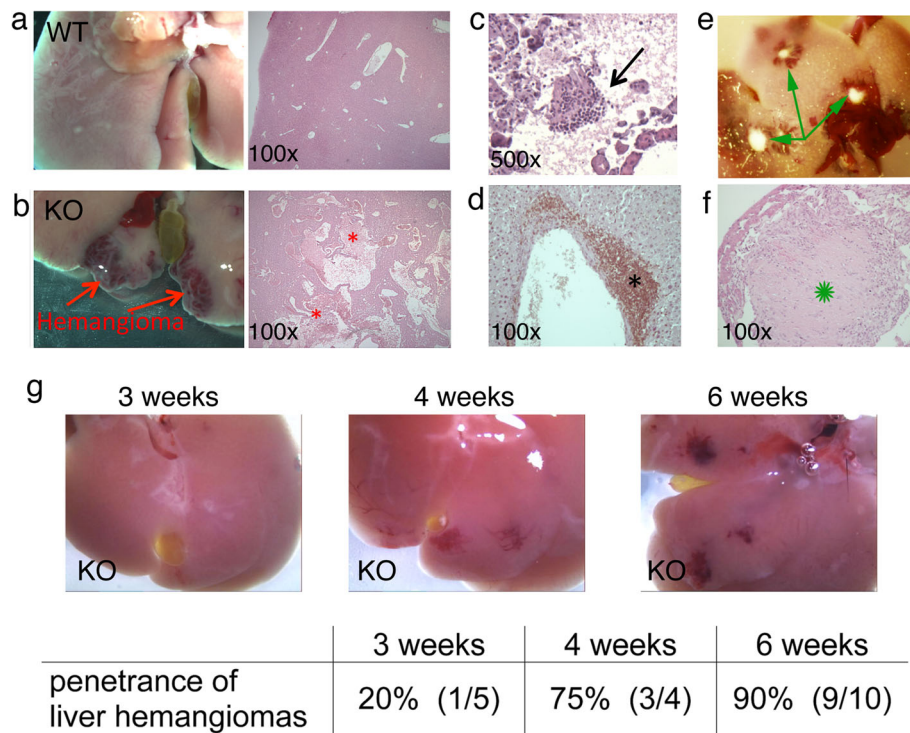 a
WT
100x
b
KO
Hemangioma
*
*
100x
c
500x
d
*
100x
e
f
100x
g
3 weeks
4 weeks
6 weeks
KO
KO
KO
3 weeks
4 weeks
6 weeks
penetrance of
liver hemangiomas
20% (1/5)
75% (3/4)
90% (9/10)